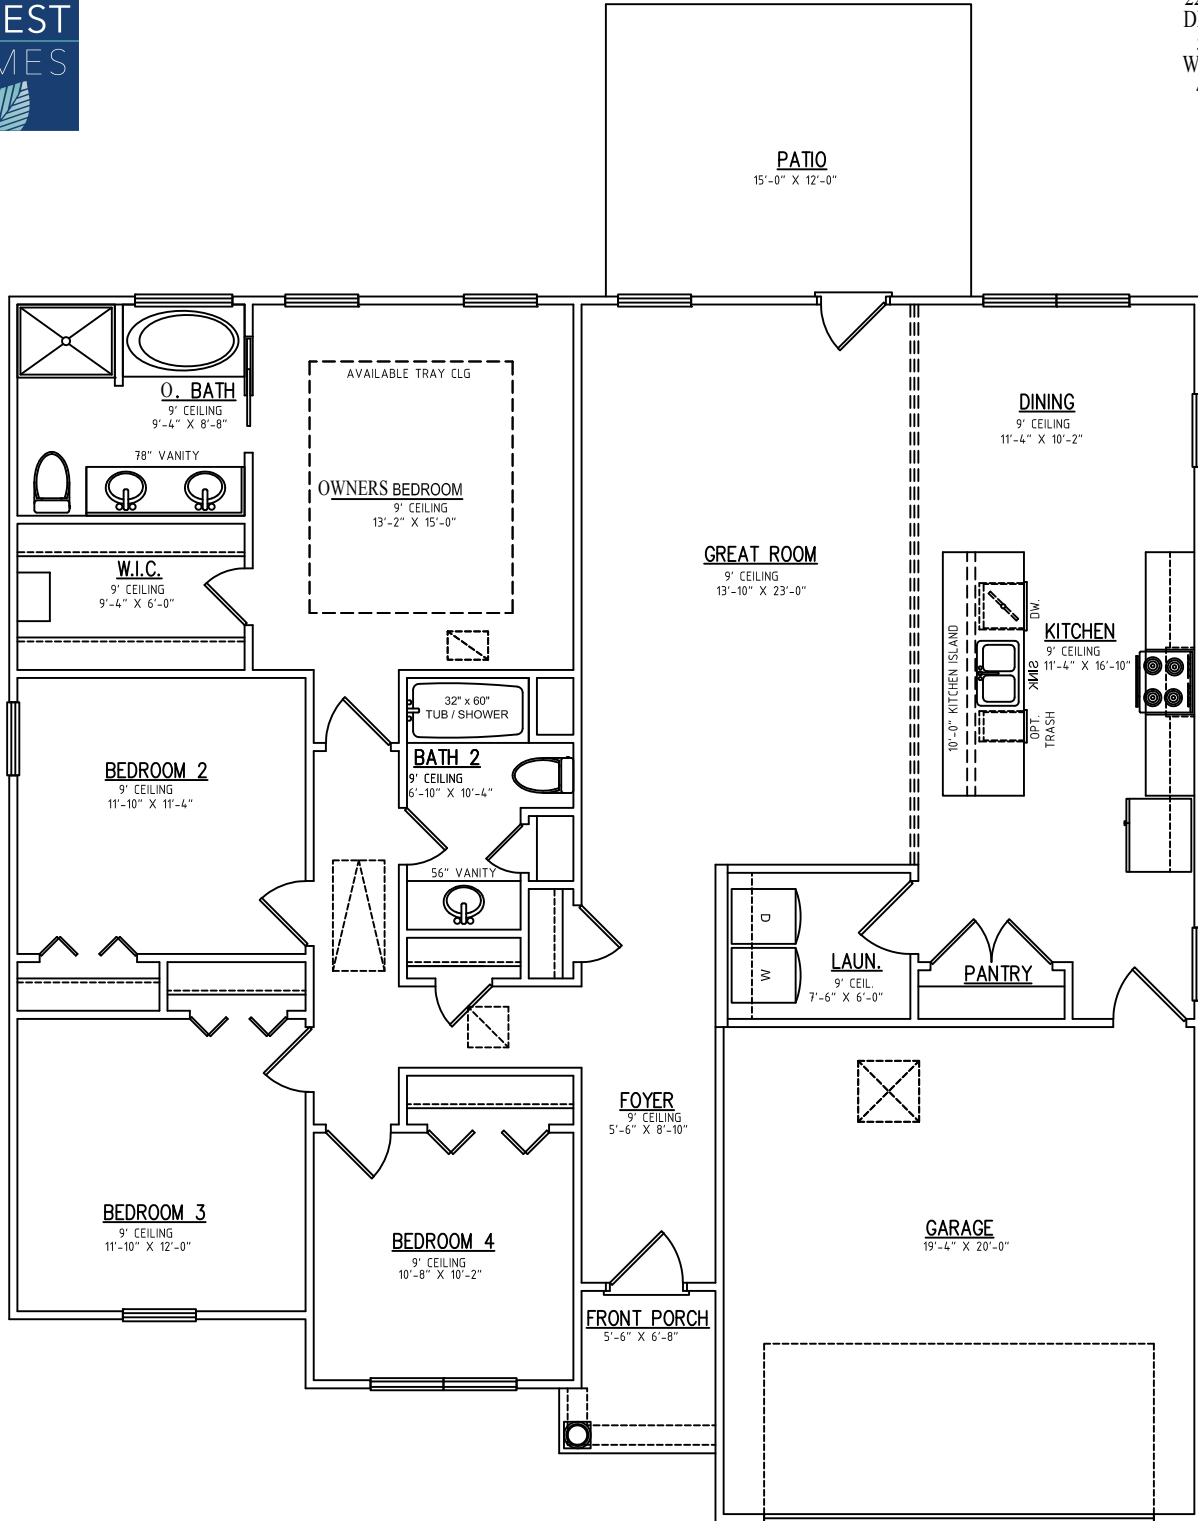 EST
MES
PATIO
15'-0" X 12'-0"
AVAILABLE TRAY CLG
O. BATH
9' CEILING
9'-4" X 8'-8"
78" VANITY
OWNERS BEDROOM
9' CEILING
13'-2" X 15'-0"
DINING
9' CEILING
11'-4" X 10'-2"
W.I.C.
9' CEILING
9'-4" X 6'-0"
GREAT ROOM
9' CEILING
13'-10" X 23'-0"
10'-0" KITCHEN ISLAND
DW.
SINK
OPT.
TRASH
KITCHEN
9' CEILING
11'-4" X 16'-10"
32" x 60"
TUB / SHOWER
BATH 2
9' CEILING
6'-10" X 10'-4"
56" VANITY
BEDROOM 2
9' CEILING
11'-10" X 11'-4"
D
W
LAUN.
9' CEIL.
7'-6" X 6'-0"
PANTRY
FOYER
9' CEILING
5'-6" X 8'-10"
BEDROOM 3
9' CEILING
11'-10" X 12'-0"
BEDROOM 4
9' CEILING
10'-8" X 10'-2"
GARAGE
19'-4" X 20'-0"
FRONT PORCH
5'-6" X 6'-8"